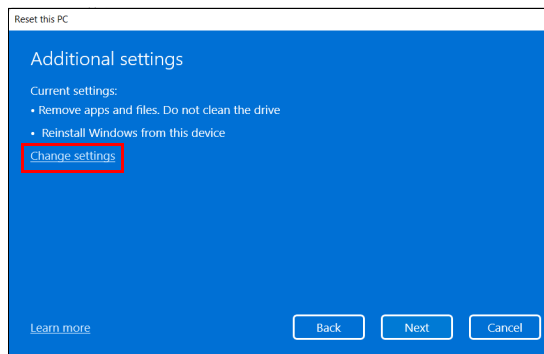 Reset this PC
Additional settings
Current settings:
• Remove apps and files. Do not clean the drive
• Reinstall Windows from this device
Change settings
Learn more
Back
Next
Cancel